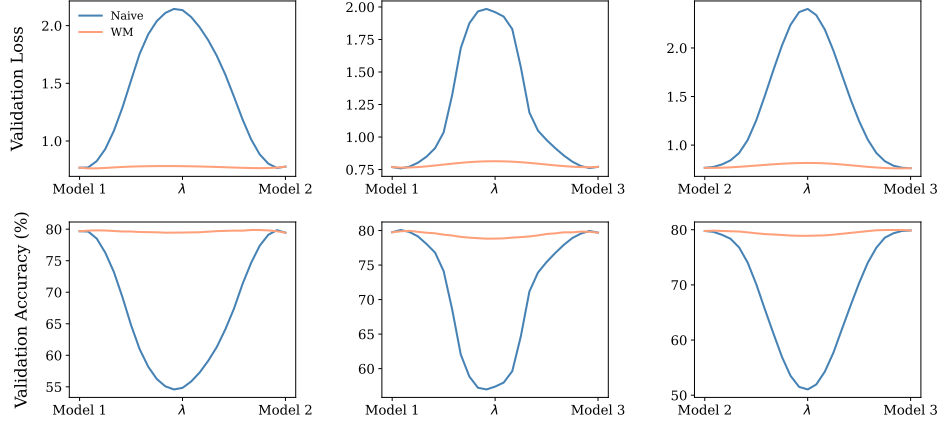 Validation Loss
2.0
1.5
1.0
Naive
WM
Model 1 λ Model 2
2.00
1.75
1.50
1.25
1.00
0.75
Model 1 λ Model 3
2.0
1.5
1.0
Model 2 λ Model 3
Validation Accuracy (%)
80
75
70
65
60
55
Model 1 λ Model 2
80
75
70
65
60
Model 1 λ Model 3
80
70
60
50
Model 2 λ Model 3